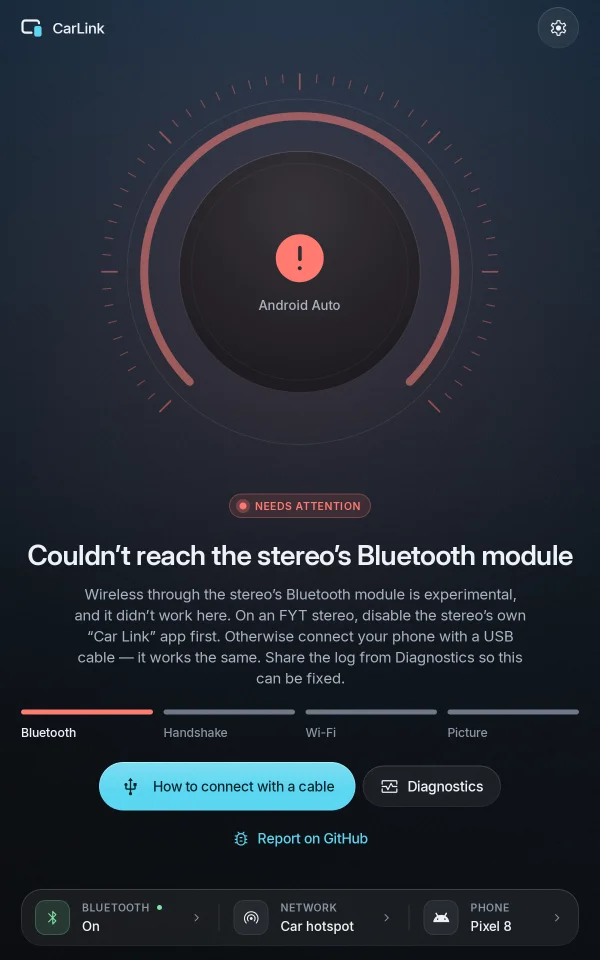 CarLink
Android Auto
NEEDS ATTENTION
Couldn’t reach the stereo’s Bluetooth module
Wireless through the stereo’s Bluetooth module is experimental,
and it didn’t work here. On an FYT stereo, disable the stereo’s own
“Car Link” app first. Otherwise connect your phone with a USB
cable — it works the same. Share the log from Diagnostics so this
can be fixed.
Bluetooth
Handshake
Wi-Fi
Picture
How to connect with a cable
Diagnostics
Report on GitHub
BLUETOOTH
On
NETWORK
Car hotspot
PHONE
Pixel 8